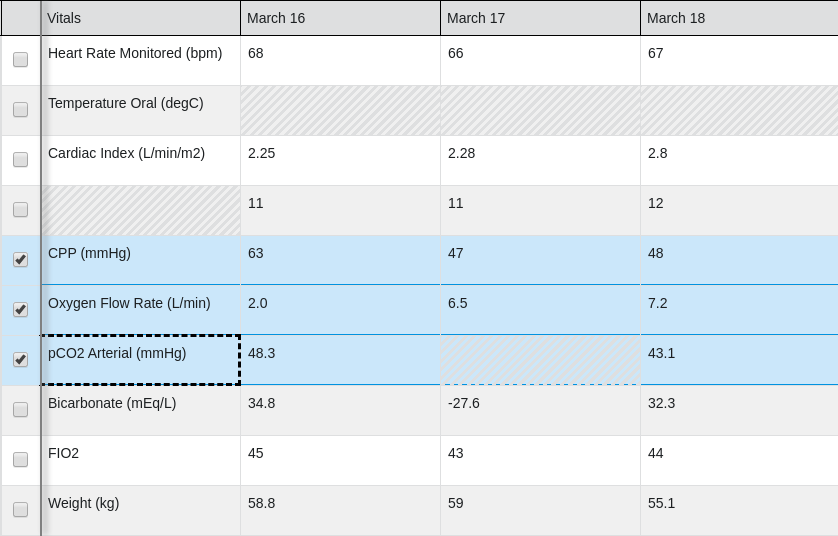 Vitals March 16 March 17 March 18
Heart Rate Monitored (bpm) 68 66 67
Temperature Oral (degC)
Cardiac Index (L/min/m2) 2.25 2.28 2.8
11 11 12
CPP (mmHg) 63 47 48
Oxygen Flow Rate (L/min) 2.0 6.5 7.2
pCO2 Arterial (mmHg) 48.3 43.1
Bicarbonate (mEq/L) 34.8 -27.6 32.3
FIO2 45 43 44
Weight (kg) 58.8 59 55.1